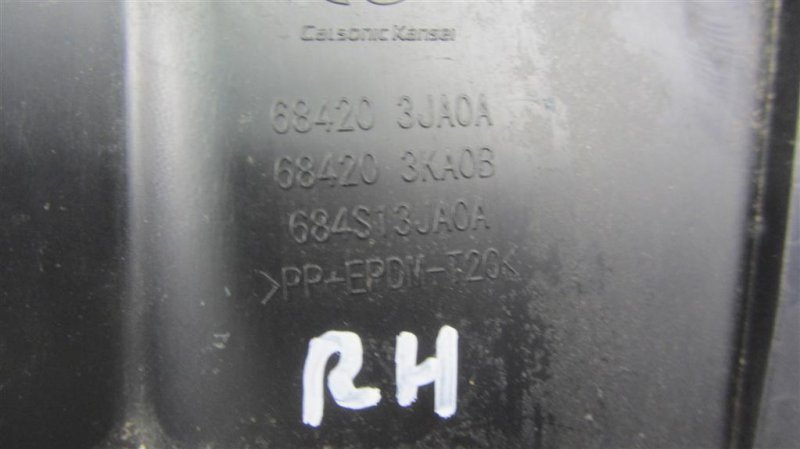 Calsonic Kansei
68420 3JA0A
68420 3KA0B
684S13JA0A
>PP+EPDM-T20<
RH